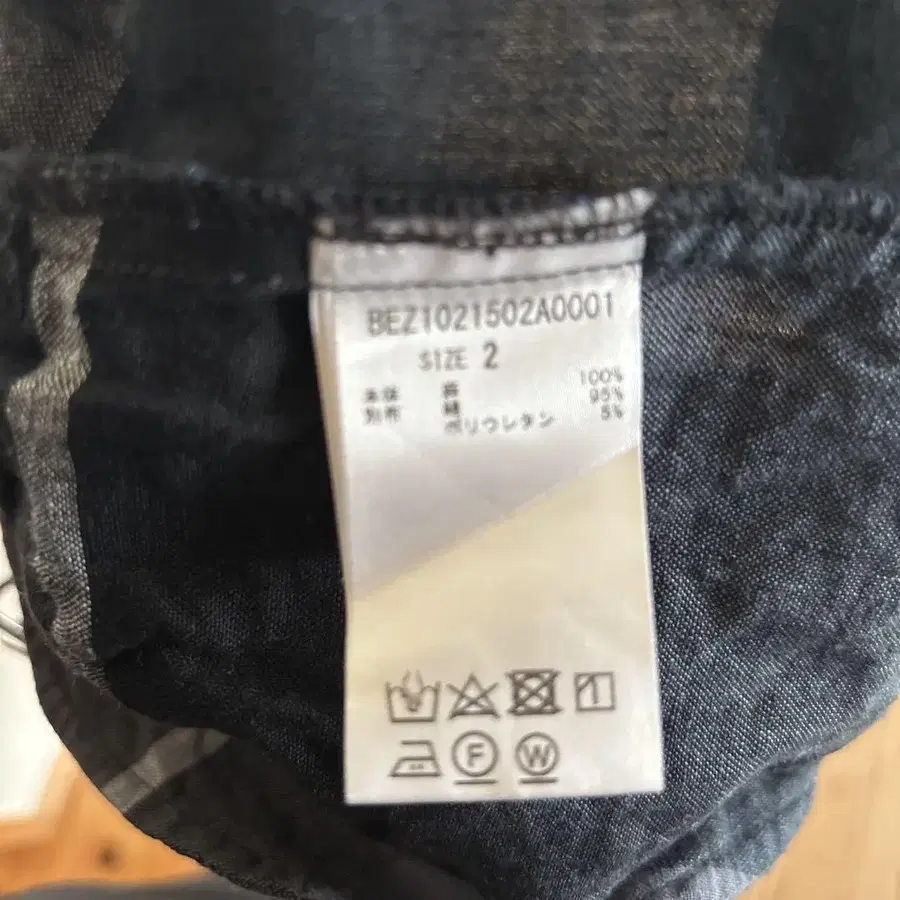 BEZ1021502A0001
SIZE 2
本体 麻 100%
別布 綿 95%
ポリウレタン 5%
F W